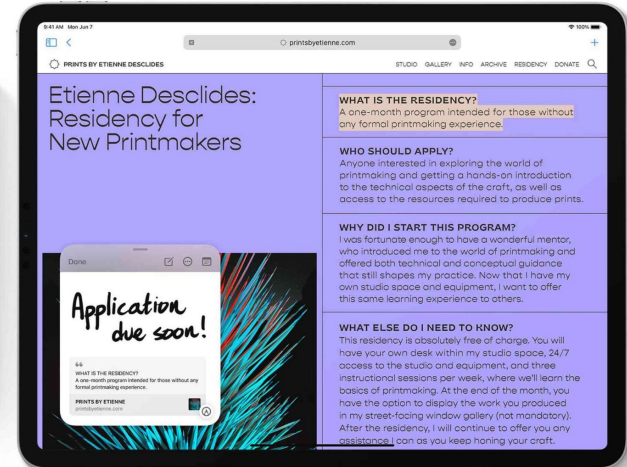 9:41 AM Mon Jun 7
100%
printsbyetienne.com
PRINTS BY ETIENNE DESCLIDES
STUDIO GALLERY INFO ARCHIVE RESIDENCY DONATE
Etienne Desclides:
Residency for
New Printmakers
WHAT IS THE RESIDENCY?
A one-month program intended for those without
any formal printmaking experience.
WHO SHOULD APPLY?
Anyone interested in exploring the world of
printmaking and getting a hands-on introduction
to the technical aspects of the craft, as well as
access to the resources required to produce prints.
WHY DID I START THIS PROGRAM?
I was fortunate enough to have a wonderful mentor,
who introduced me to the world of printmaking and
offered both technical and conceptual guidance
that still shapes my practice. Now that I have my
own studio space and equipment, I want to offer
this same learning experience to others.
WHAT ELSE DO I NEED TO KNOW?
This residency is absolutely free of charge. You will
have your own desk within my studio space, 24/7
access to the studio and equipment, and three
instructional sessions per week, where we'll learn the
basics of printmaking. At the end of the month, you
have the option to display the work you produced
in my street-facing window gallery (not mandatory).
After the residency, I will continue to offer you any
assistance I can as you keep honing your craft.
Done
Application
due soon!
WHAT IS THE RESIDENCY?
A one-month program intended for those without any
formal printmaking experience.
PRINTS BY ETIENNE
printsbyetienne.com